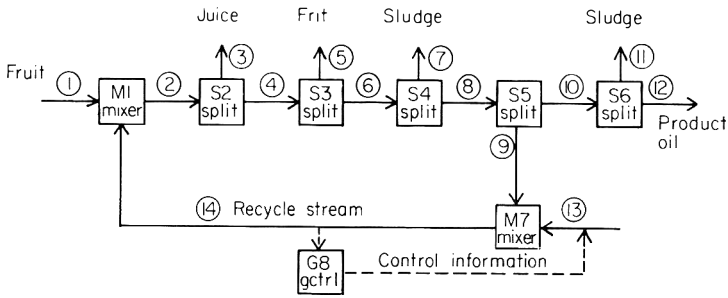 Juice
Frit
Sludge
Sludge
Fruit
1
M1
mixer
2
S2
split
3
4
S3
split
5
6
S4
split
7
8
S5
split
9
10
S6
split
11
12
Product
oil
14 Recycle stream
M7
mixer
13
G8
gctrl
Control information